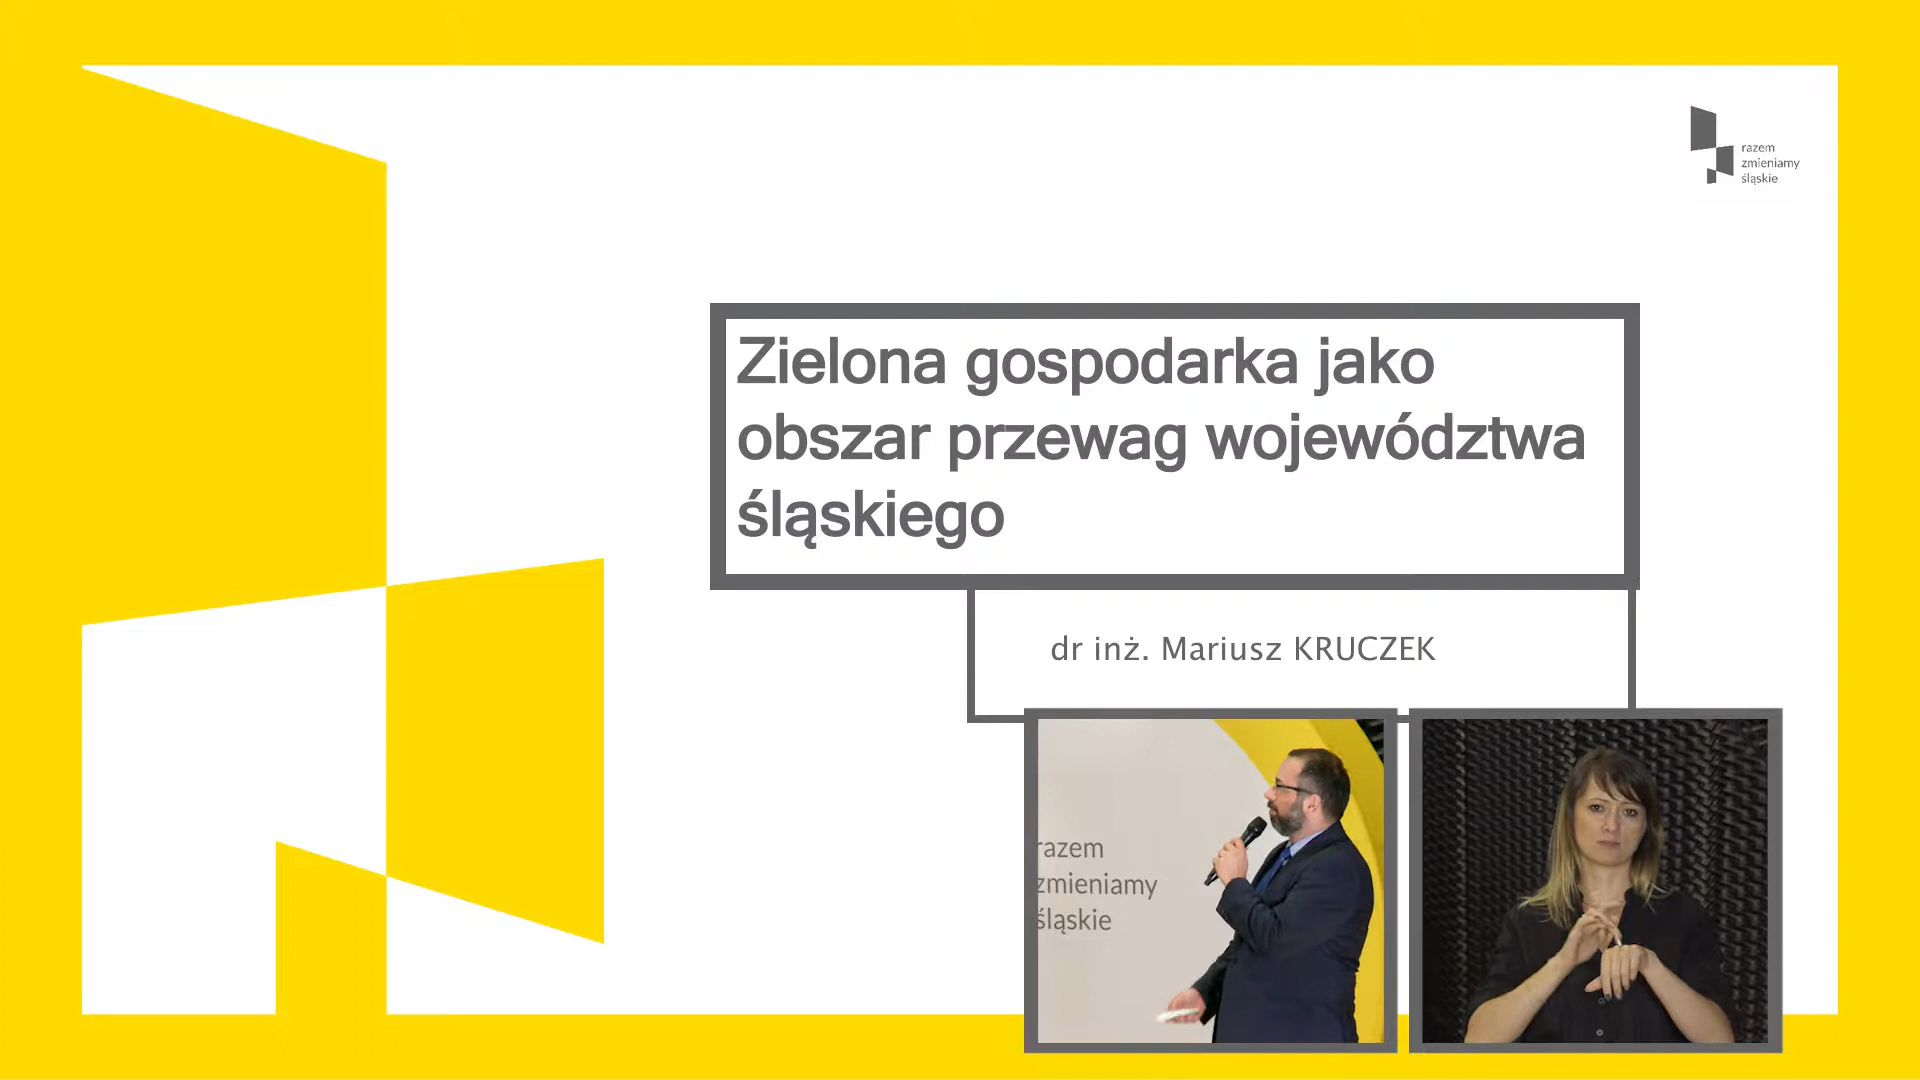 razem
zmieniamy
śląskie
Zielona gospodarka jako
obszar przewag województwa
śląskiego
dr inż. Mariusz KRUCZEK
razem
zmieniamy
śląskie